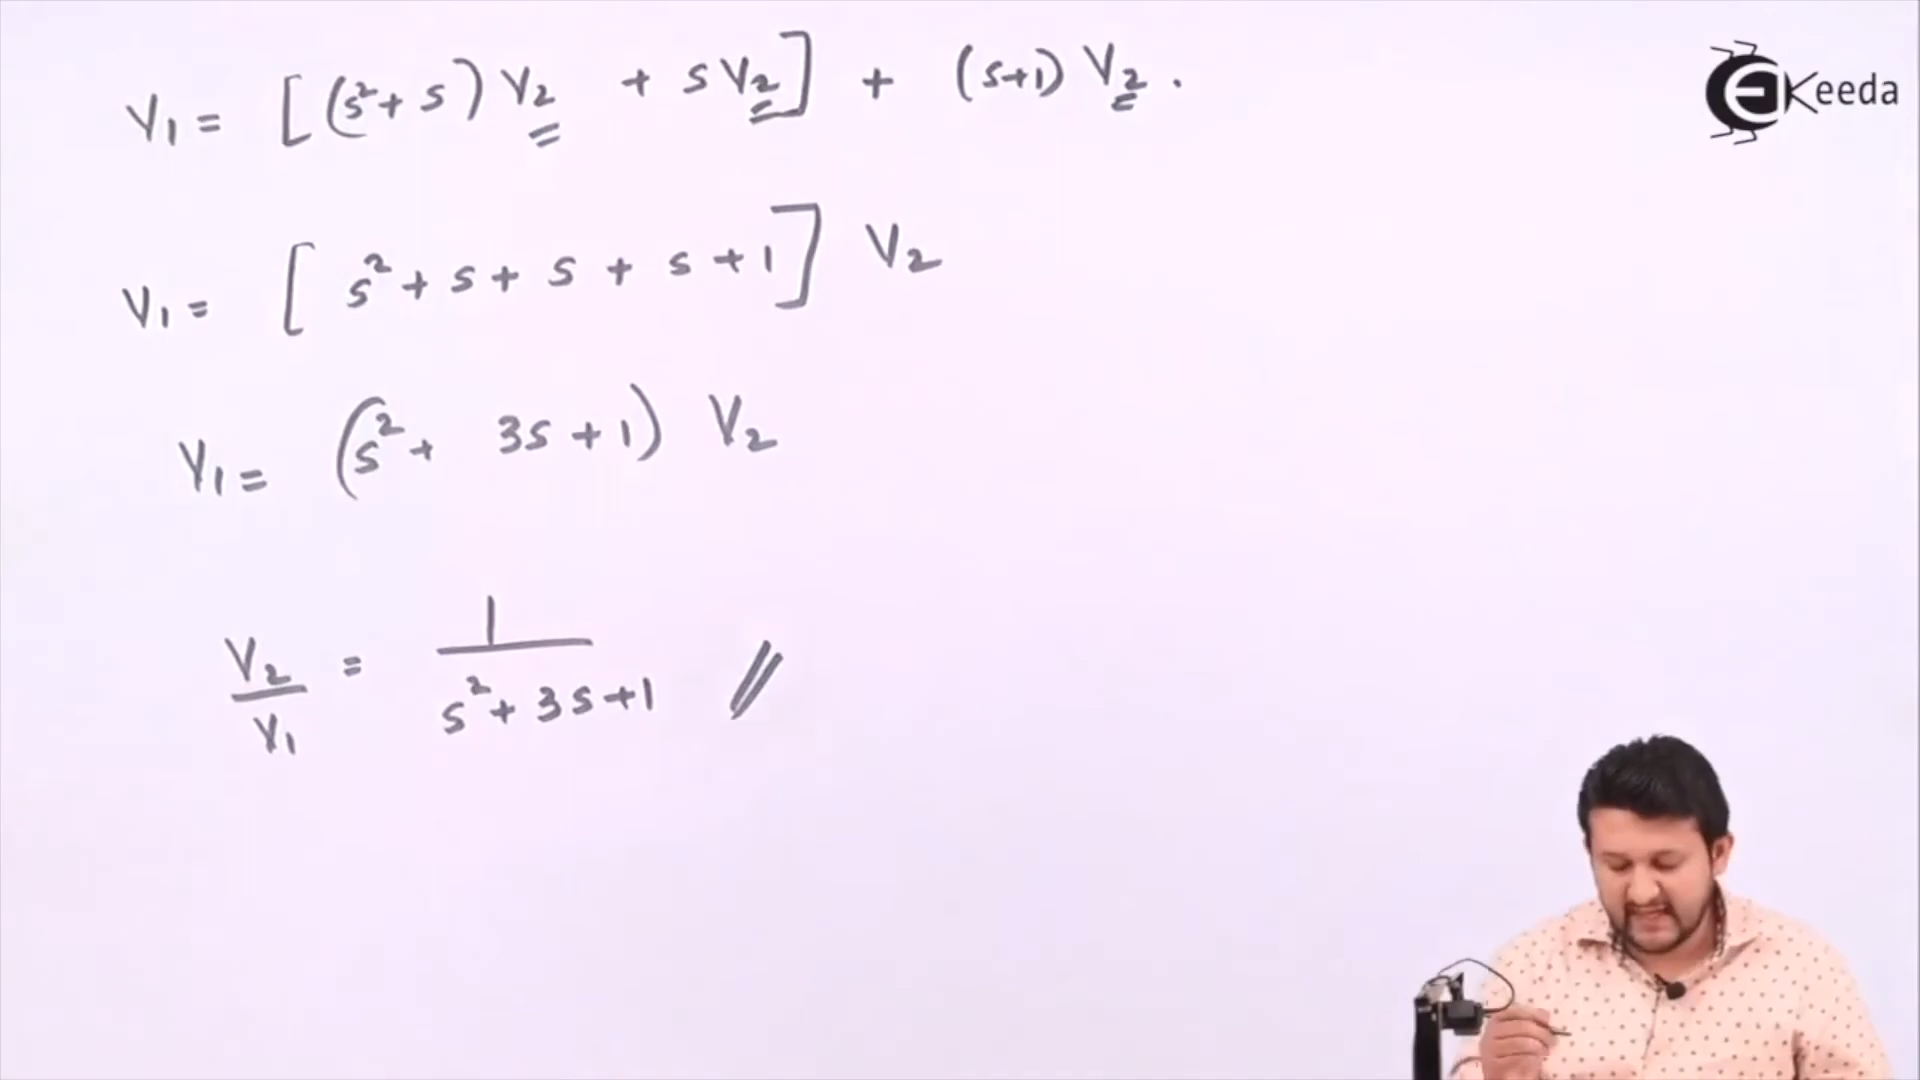 V₁ = [(s²+s) V₂ + s V₂] + (s+1) V₂.
EKeeda
V₁ = [s² + s + s + s + 1] V₂
V₁ = (s² + 3s + 1) V₂
V₂/V₁ = 1/(s² + 3s + 1) //